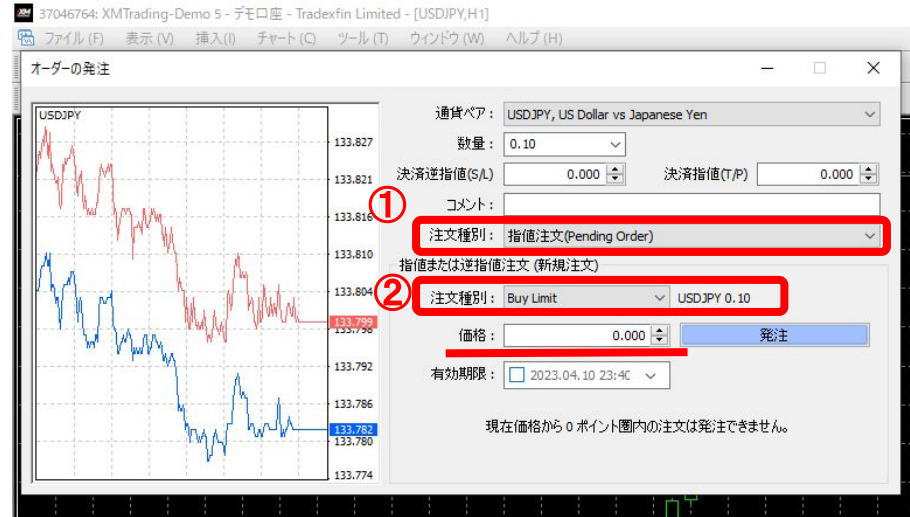 37046764: XMTrading-Demo 5 - デモ口座 - Tradexfin Limited - [USDJPY,H1]
ファイル (F) 表示 (V) 挿入(I) チャート (C) ツール (T) ウィンドウ (W) ヘルプ (H)
オーダーの発注
USDJPY
133.827
133.821
133.816
133.810
133.804
133.799
133.798
133.792
133.786
133.782
133.780
133.774
通貨ペア: USDJPY, US Dollar vs Japanese Yen
数量: 0.10
決済逆指値(S/L) 0.000 決済指値(T/P) 0.000
コメント:
① 注文種別: 指値注文(Pending Order)
指値または逆指値注文 (新規注文)
② 注文種別: Buy Limit USDJPY 0.10
価格: 0.000 発注
有効期限: 2023.04.10 23:40
現在価格から 0 ポイント圏内の注文は発注できません。